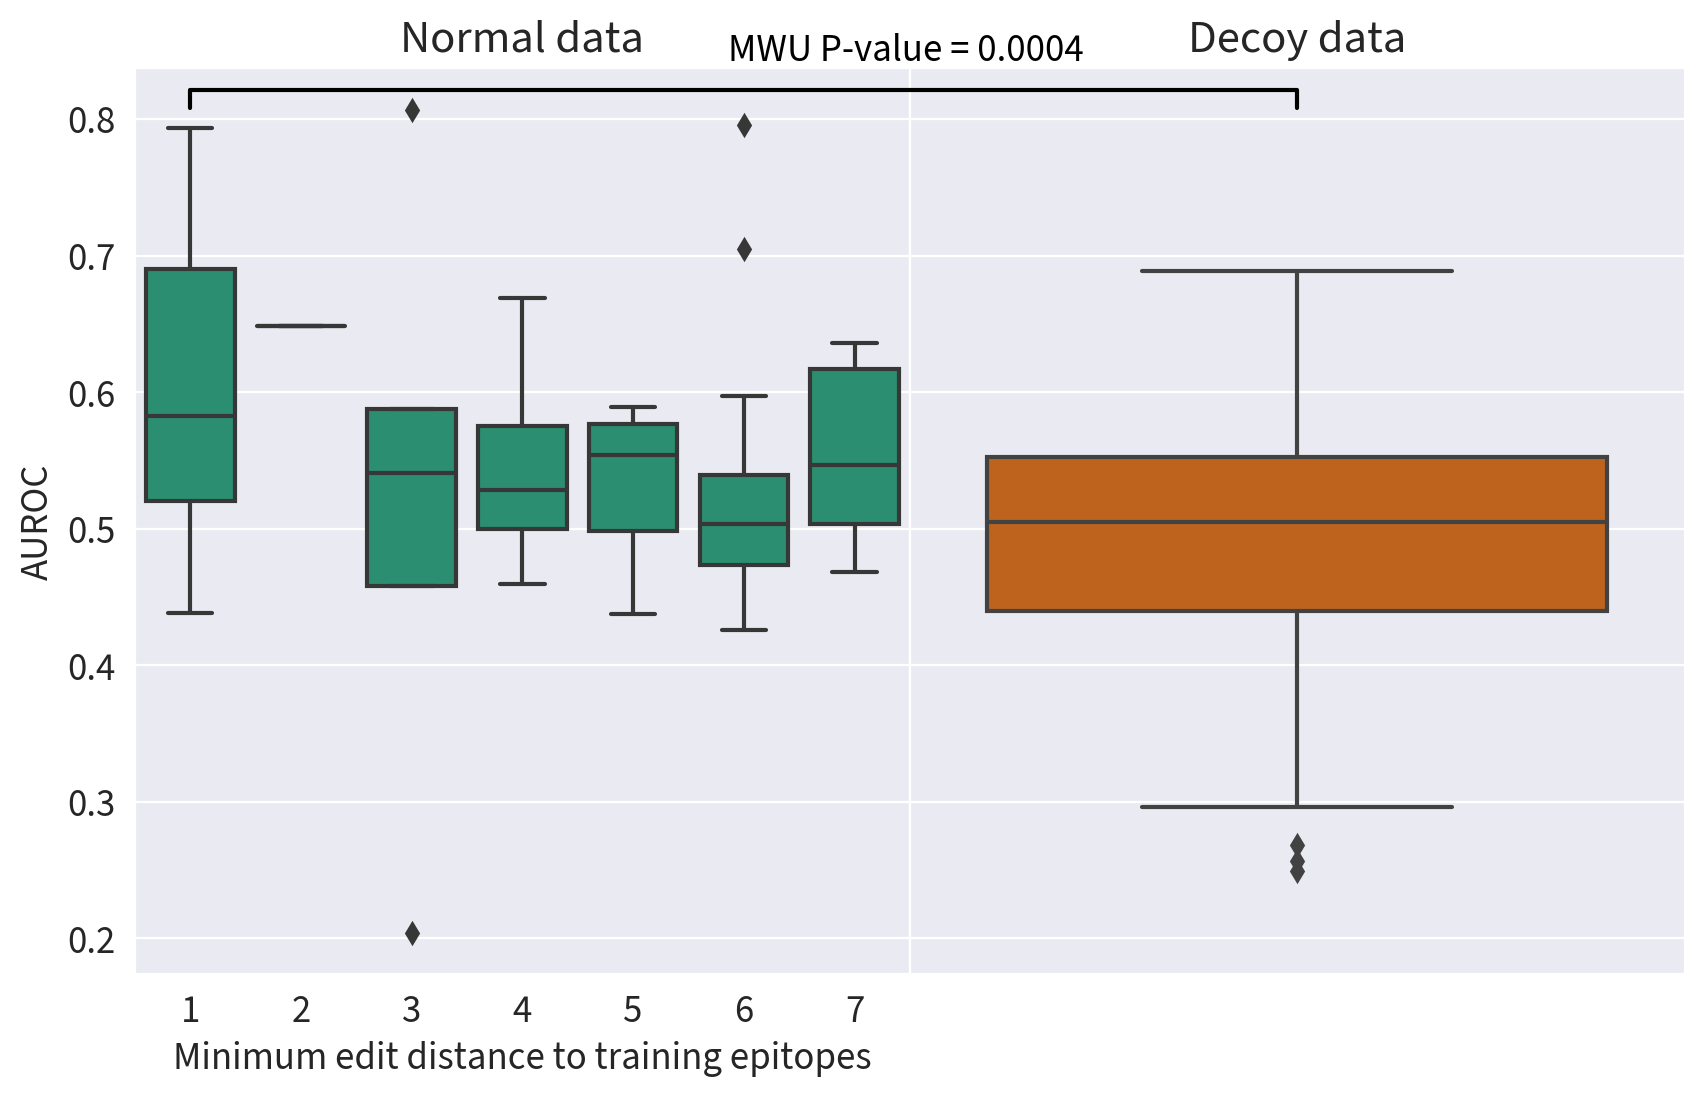 Normal data
MWU P-value = 0.0004
Decoy data
AUROC
0.8
0.7
0.6
0.5
0.4
0.3
0.2
1 2 3 4 5 6 7
Minimum edit distance to training epitopes